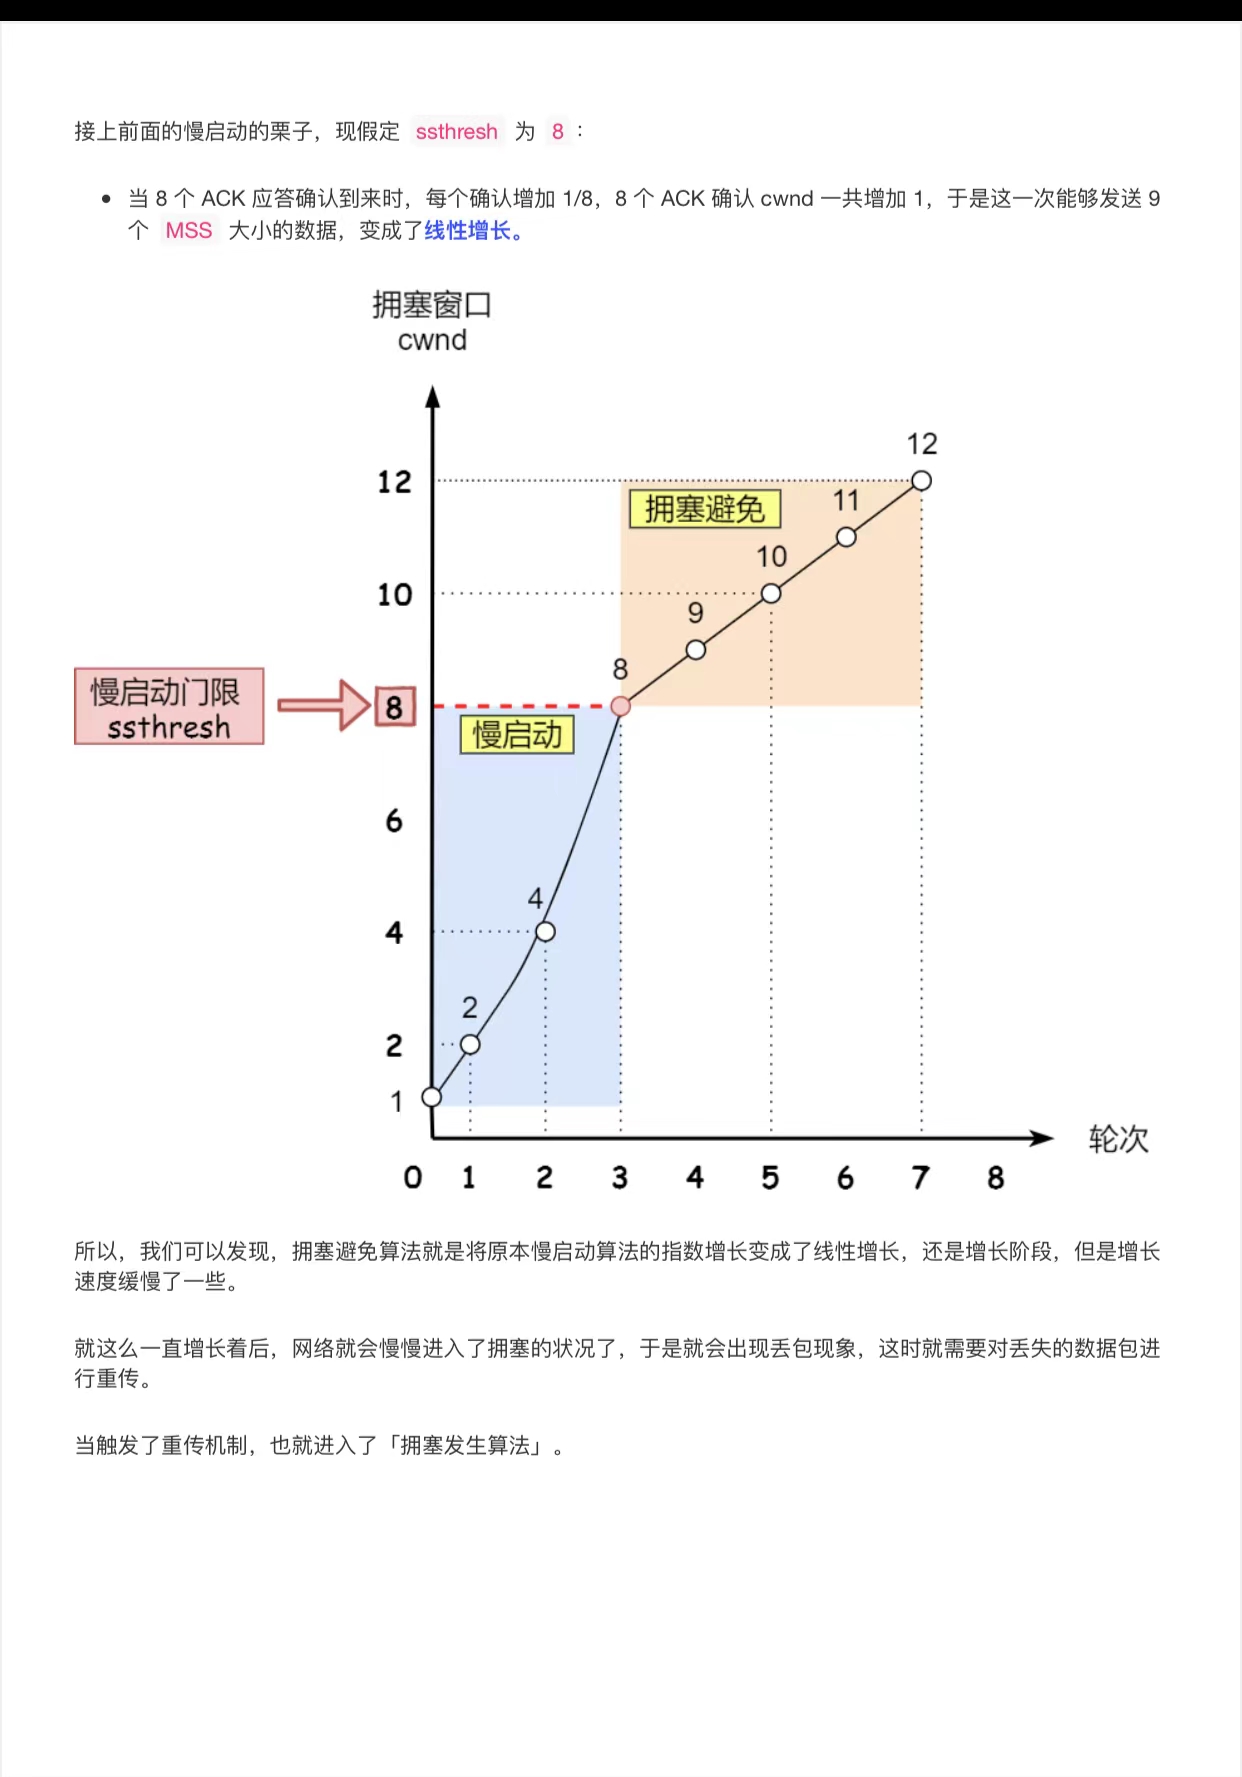 接上前面的慢启动的栗子，现假定 ssthresh 为 8 ：
当 8 个 ACK 应答确认到来时，每个确认增加 1/8，8 个 ACK 确认 cwnd 一共增加 1，于是这一次能够发送 9
个 MSS 大小的数据，变成了线性增长。
拥塞窗口
cwnd
12
12
拥塞避免
11
10
10
9
8
慢启动门限
ssthresh
8
慢启动
6
4
4
2
2
1
轮次
0 1 2 3 4 5 6 7 8
所以，我们可以发现，拥塞避免算法就是将原本慢启动算法的指数增长变成了线性增长，还是增长阶段，但是增长
速度缓慢了一些。
就这么一直增长着后，网络就会慢慢进入了拥塞的状况了，于是就会出现丢包现象，这时就需要对丢失的数据包进
行重传。
当触发了重传机制，也就进入了「拥塞发生算法」。